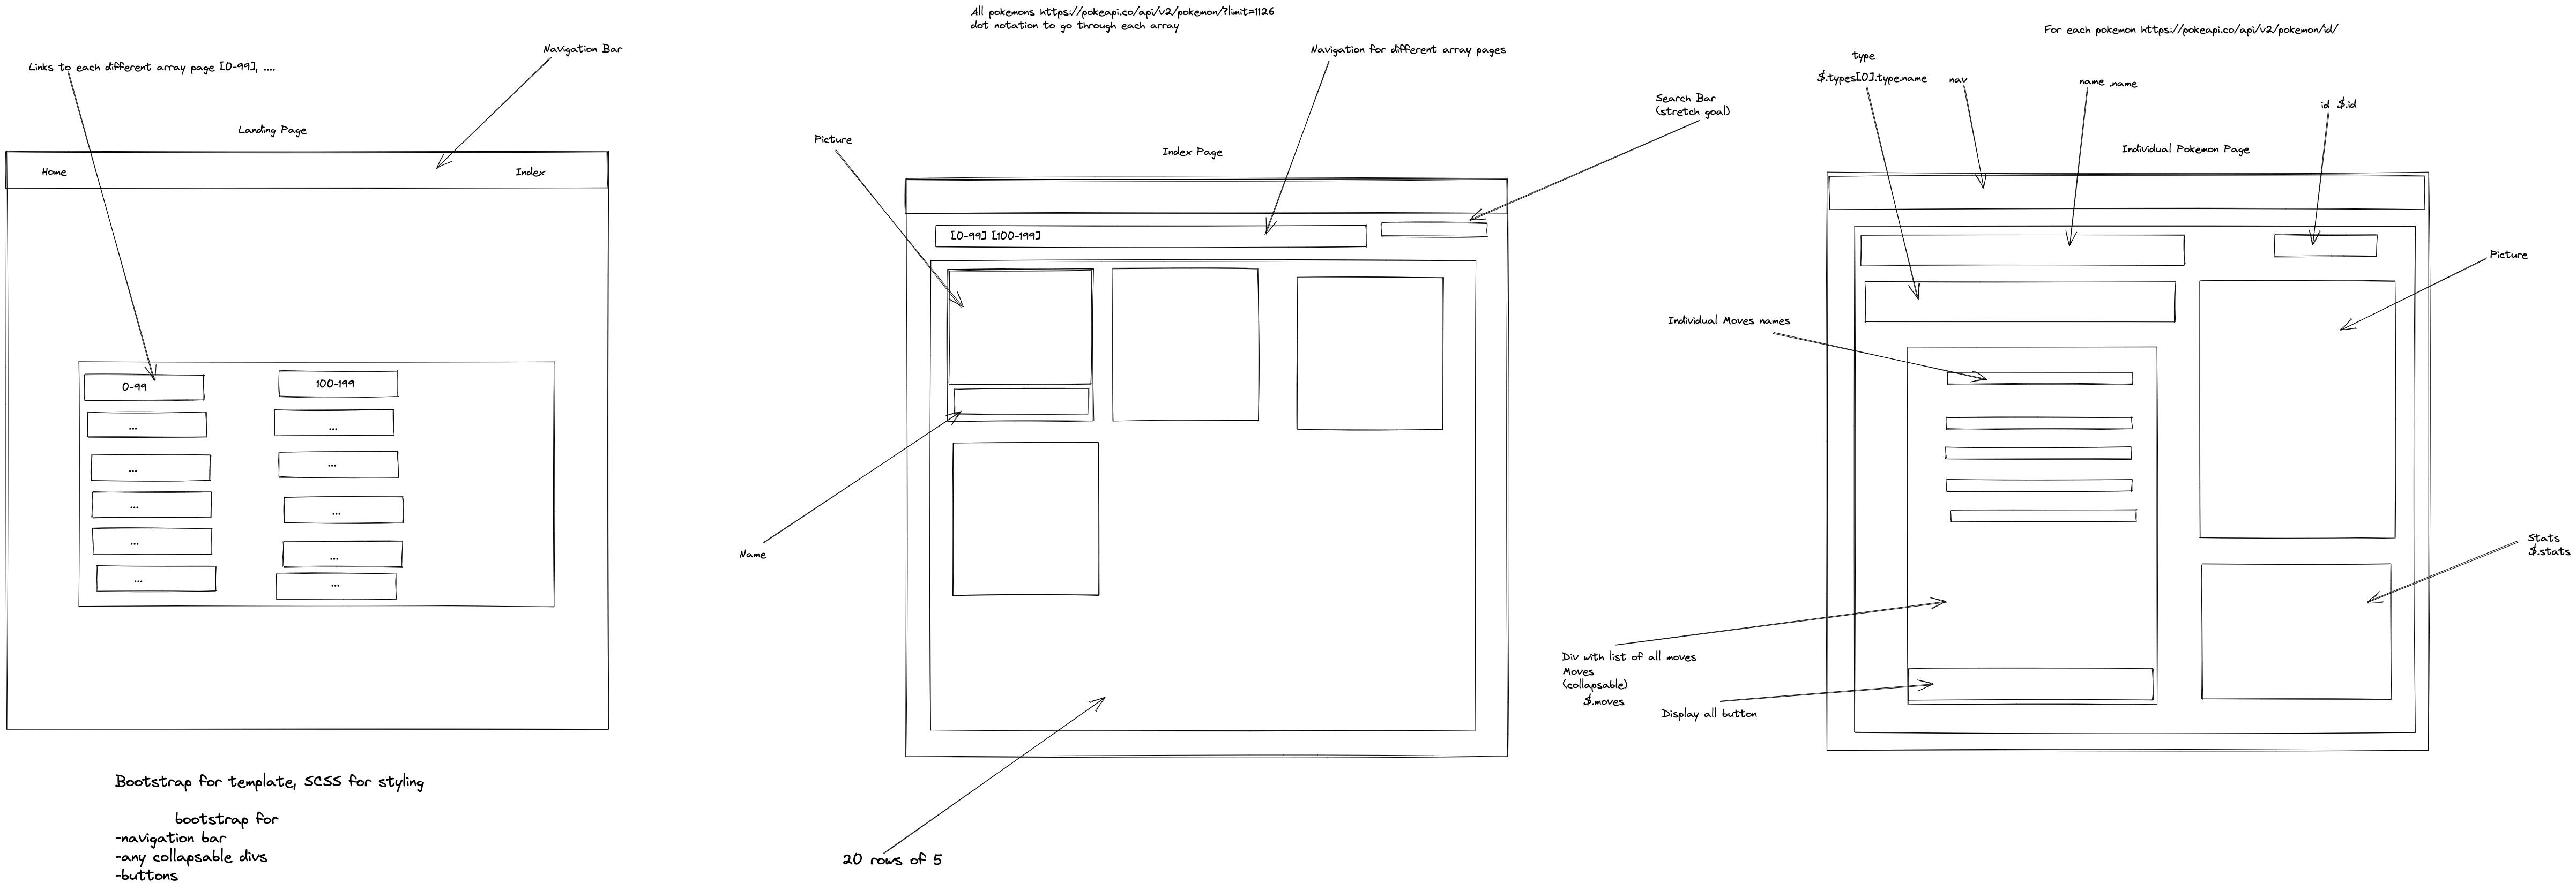 All pokemons https://pokeapi.co/api/v2/pokemon/?limit=1126
dot notation to go through each array
Links to each different array page [0-99], ....
Navigation Bar
Landing Page
Home
Index
0-99
100-199
...
...
...
...
...
...
...
...
...
...
Bootstrap for template, SCSS for styling
bootstrap for
-navigation bar
-any collapsable divs
-buttons
Navigation for different array pages
Search Bar
(stretch goal)
Picture
Index Page
[0-99] [100-199]
Name
20 rows of 5
For each pokemon https://pokeapi.co/api/v2/pokemon/id/
type
$.types[0].type.name
nav
name .name
id $.id
Individual Pokemon Page
Picture
Individual Moves names
Stats
$.stats
Div with list of all moves
Moves
(collapsable)
$.moves
Display all button